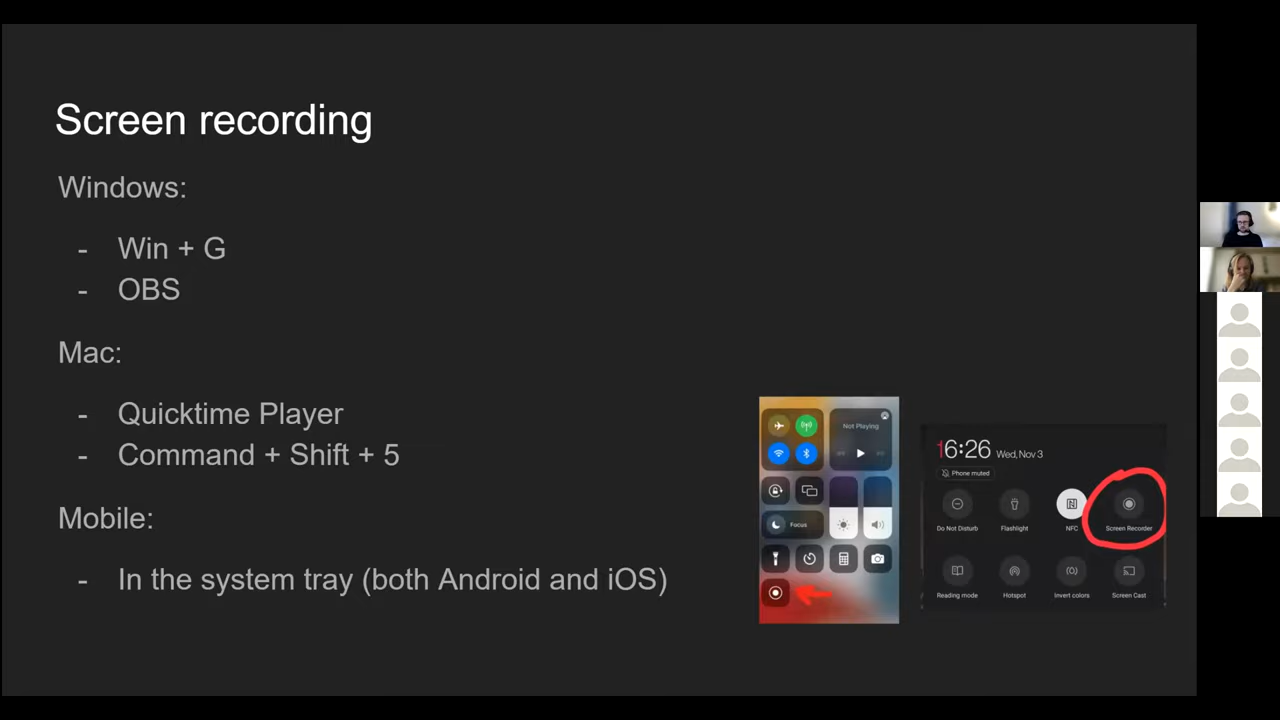 Screen recording
Windows:
- Win + G
- OBS
Mac:
- Quicktime Player
- Command + Shift + 5
Mobile:
- In the system tray (both Android and iOS)
Not Playing
Focus
16:26 Wed, Nov 3
Phone muted
Do Not Disturb Flashlight NFC Screen Recorder
Reading mode Hotspot Invert colors Screen Cast